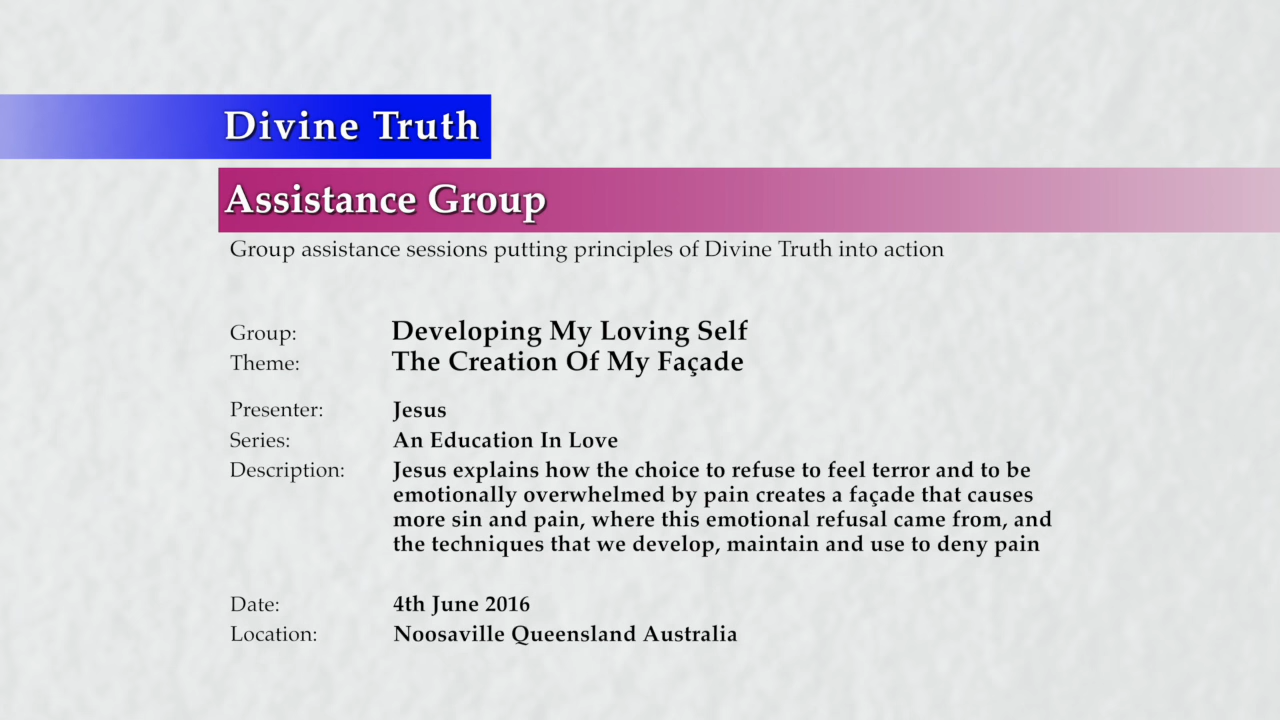 Divine Truth
Assistance Group
Group assistance sessions putting principles of Divine Truth into action
Group: Developing My Loving Self
Theme: The Creation Of My Façade
Presenter: Jesus
Series: An Education In Love
Description: Jesus explains how the choice to refuse to feel terror and to be
emotionally overwhelmed by pain creates a façade that causes
more sin and pain, where this emotional refusal came from, and
the techniques that we develop, maintain and use to deny pain
Date: 4th June 2016
Location: Noosaville Queensland Australia